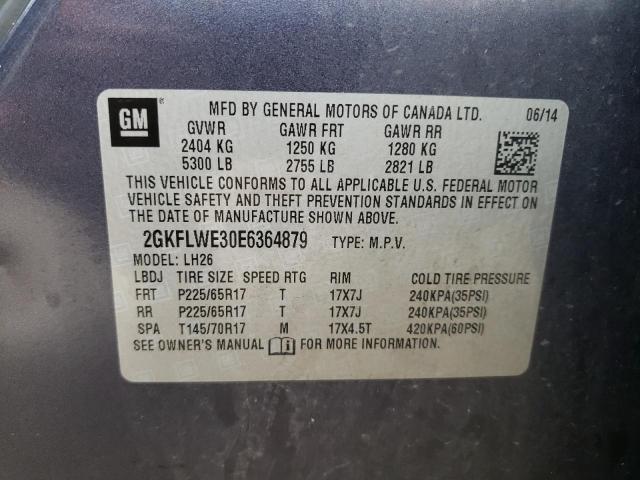 GM
MFD BY GENERAL MOTORS OF CANADA LTD. 06/14
GVWR GAWR FRT GAWR RR
2404 KG 1250 KG 1280 KG
5300 LB 2755 LB 2821 LB
THIS VEHICLE CONFORMS TO ALL APPLICABLE U.S. FEDERAL MOTOR
VEHICLE SAFETY AND THEFT PREVENTION STANDARDS IN EFFECT ON
THE DATE OF MANUFACTURE SHOWN ABOVE.
2GKFLWE30E6364879 TYPE: M.P.V.
MODEL: LH26
LBDJ TIRE SIZE SPEED RTG RIM COLD TIRE PRESSURE
FRT P225/65R17 T 17X7J 240KPA(35PSI)
RR P225/65R17 T 17X7J 240KPA(35PSI)
SPA T145/70R17 M 17X4.5T 420KPA(60PSI)
SEE OWNER'S MANUAL FOR MORE INFORMATION.